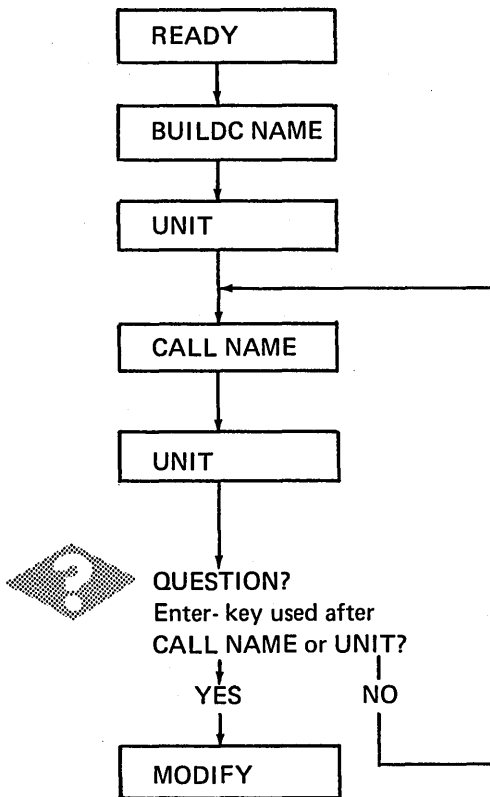 READY
BUILDC NAME
UNIT
CALL NAME
UNIT
?
QUESTION?
Enter- key used after
CALL NAME or UNIT?
YES NO
MODIFY